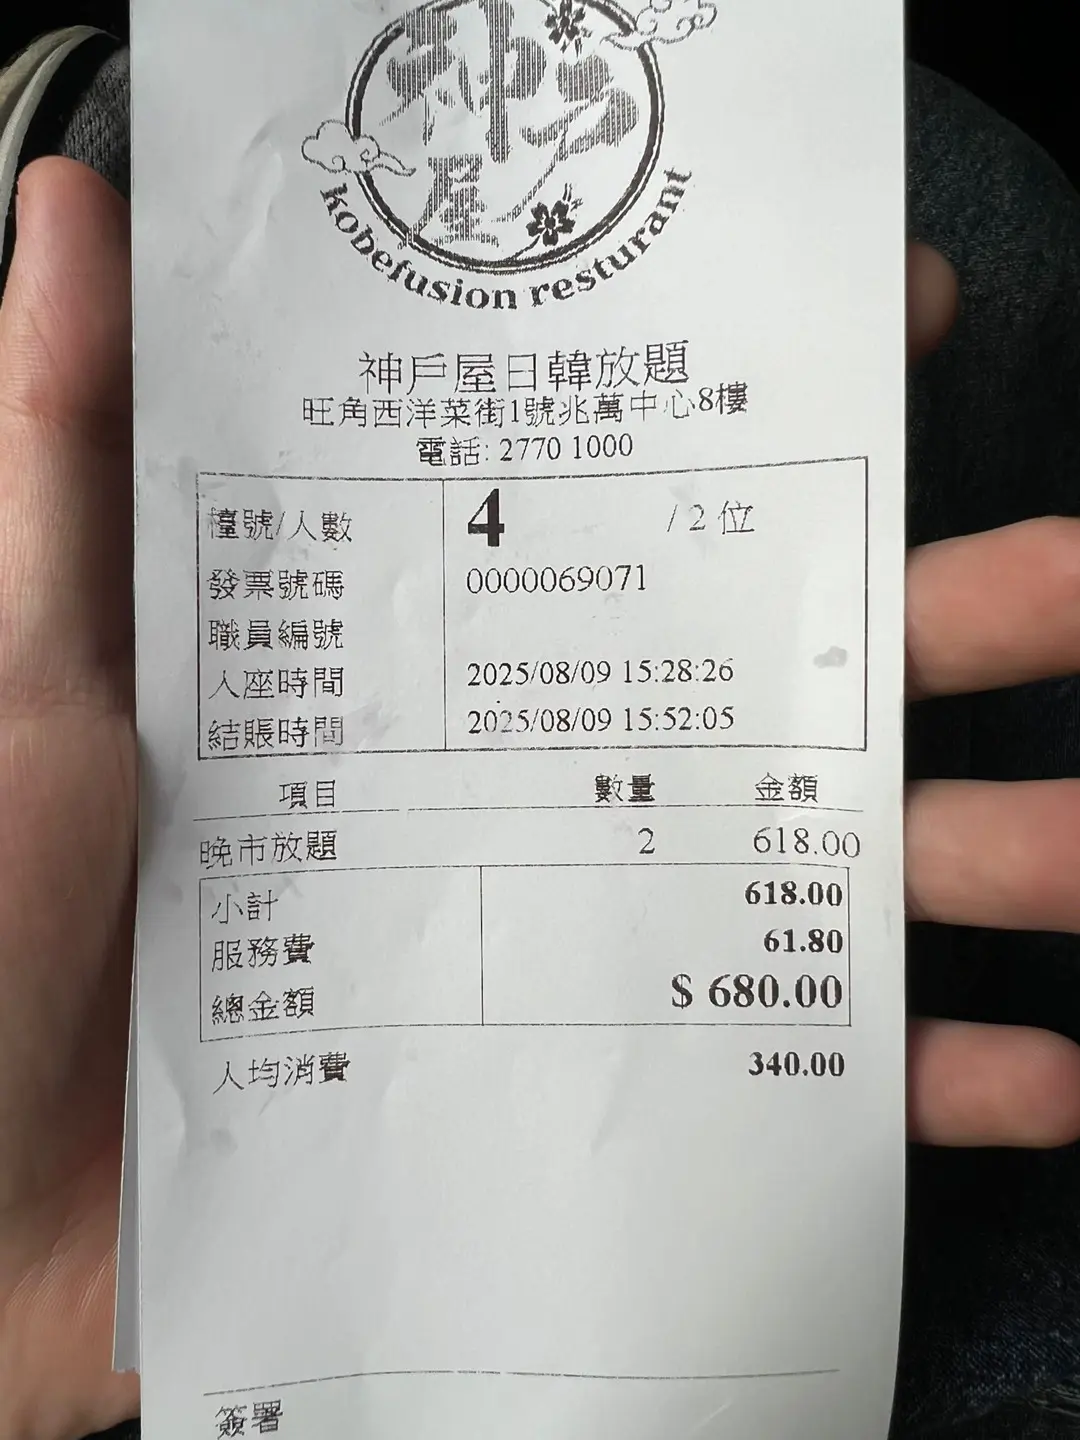 神戶屋
kobefusion resturant
神戶屋日韓放題
旺角西洋菜街1號兆萬中心8樓
電話: 2770 1000
檯號/人數 4 / 2 位
發票號碼 0000069071
職員編號
入座時間 2025/08/09 15:28:26
結賬時間 2025/08/09 15:52:05
項目 數量 金額
晚市放題 2 618.00
小計 618.00
服務費 61.80
總金額 $ 680.00
人均消費 340.00
簽署